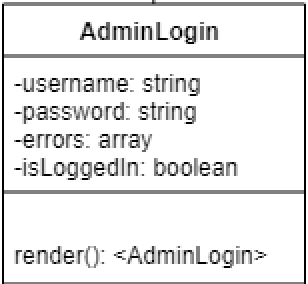 AdminLogin
-username: string
-password: string
-errors: array
-isLoggedIn: boolean
render(): <AdminLogin>